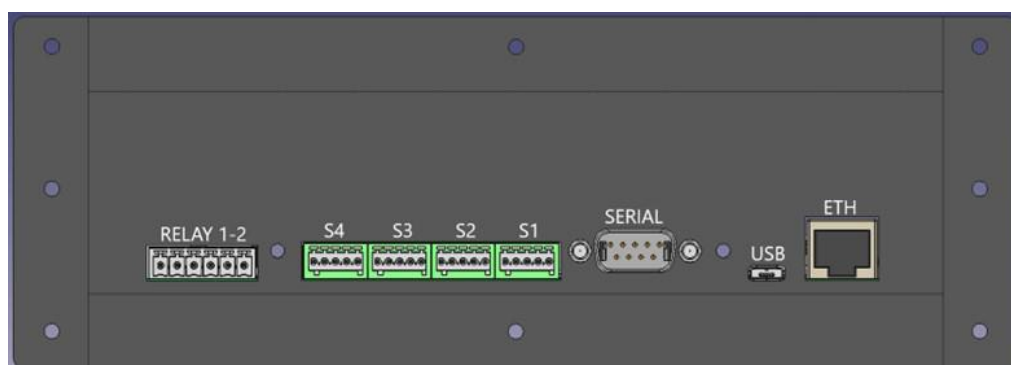 RELAY 1-2
S4
S3
S2
S1
SERIAL
USB
ETH